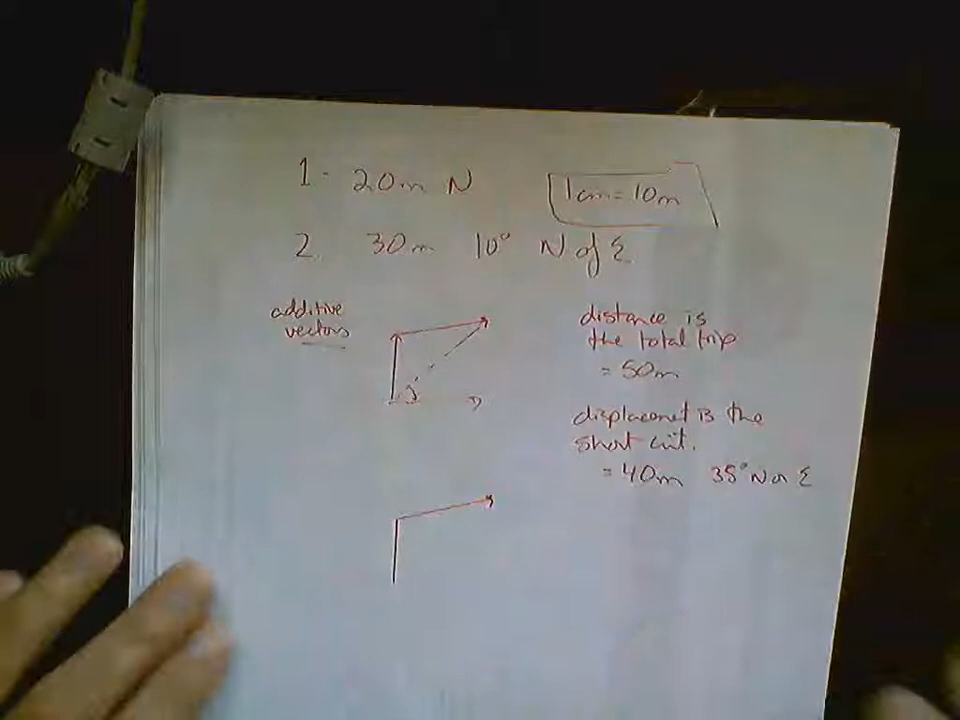 1. 20m N
1cm = 10m
2. 30m 10° N of E
additive
vectors
distance is
the total trip
= 50m
displacemet is the
short cut.
= 40m 35° N of E